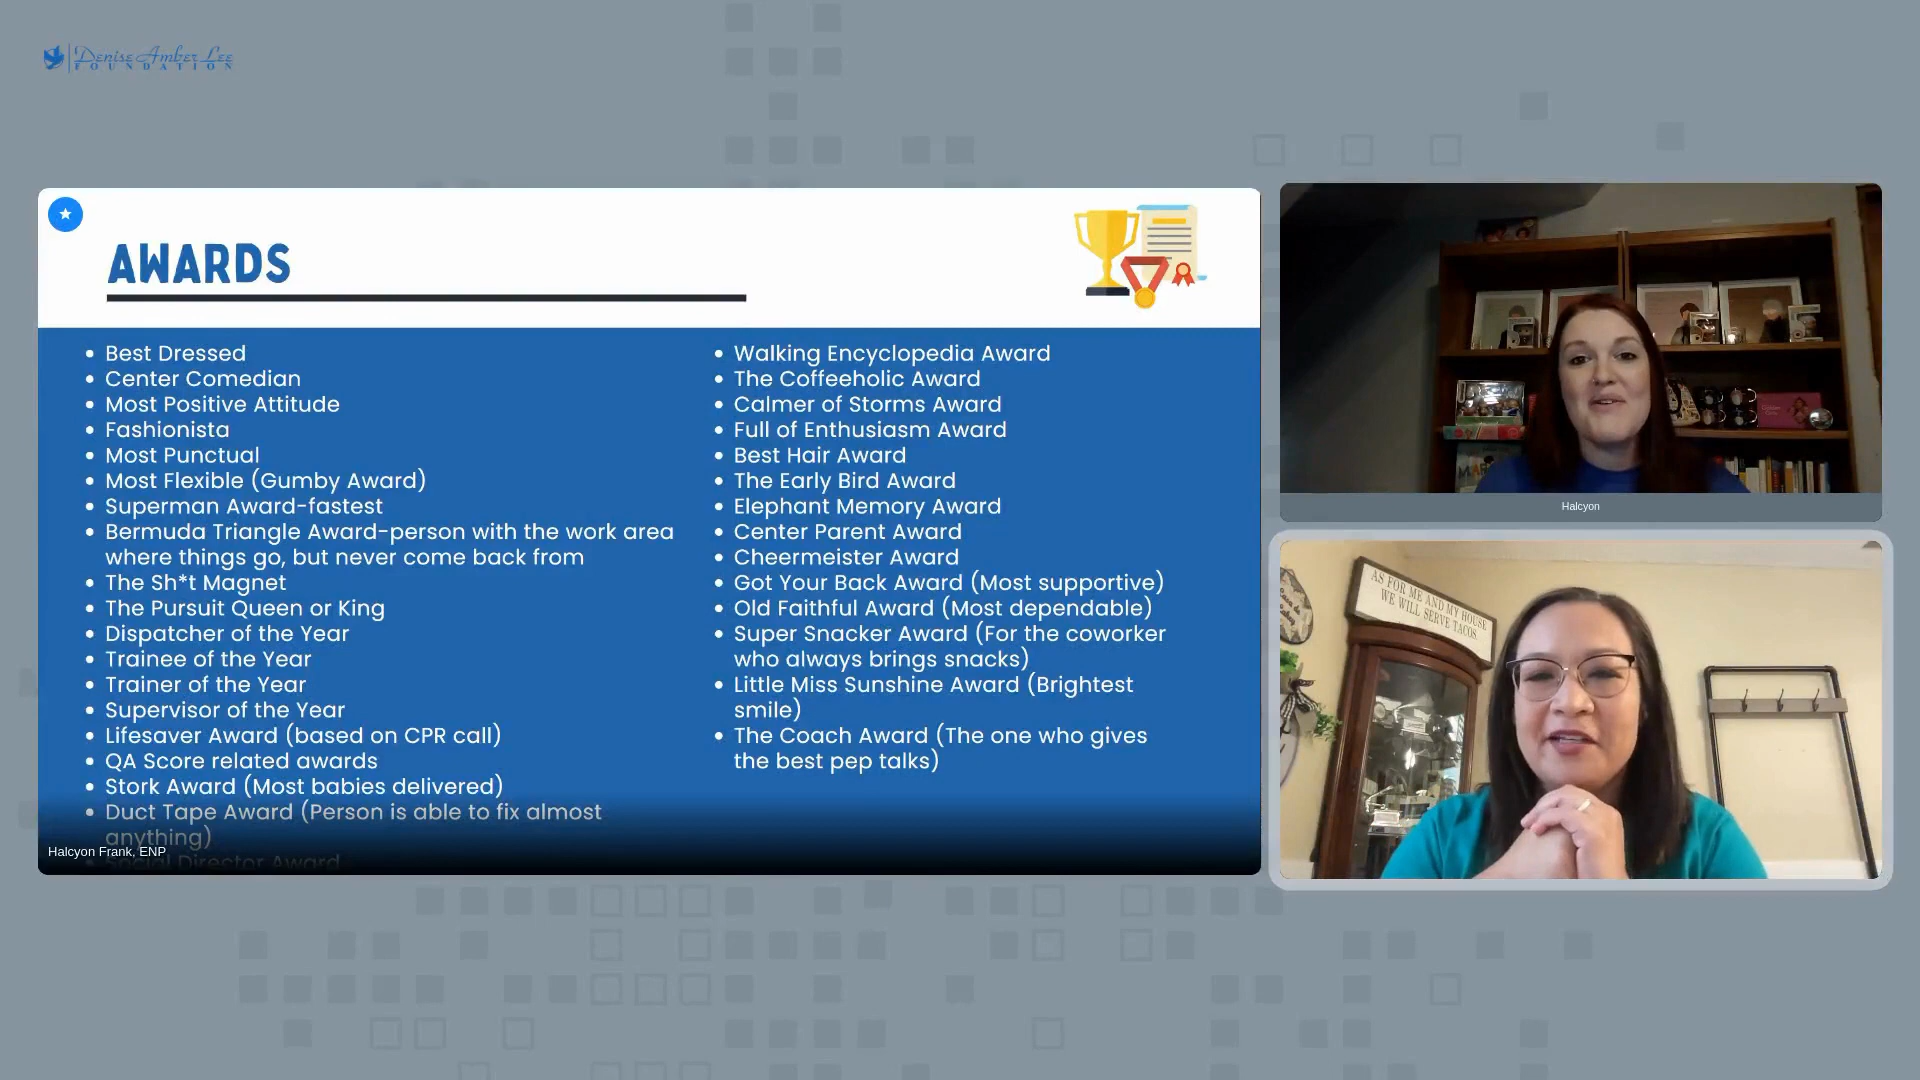 Denise Amber Lee
FOUNDATION
AWARDS
Best Dressed
Center Comedian
Most Positive Attitude
Fashionista
Most Punctual
Most Flexible (Gumby Award)
Superman Award-fastest
Bermuda Triangle Award-person with the work area
where things go, but never come back from
The Sh*t Magnet
The Pursuit Queen or King
Dispatcher of the Year
Trainee of the Year
Trainer of the Year
Supervisor of the Year
Lifesaver Award (based on CPR call)
QA Score related awards
Stork Award (Most babies delivered)
Duct Tape Award (Person is able to fix almost
anything)
Social Director Award
Walking Encyclopedia Award
The Coffeeholic Award
Calmer of Storms Award
Full of Enthusiasm Award
Best Hair Award
The Early Bird Award
Elephant Memory Award
Center Parent Award
Cheermeister Award
Got Your Back Award (Most supportive)
Old Faithful Award (Most dependable)
Super Snacker Award (For the coworker
who always brings snacks)
Little Miss Sunshine Award (Brightest
smile)
The Coach Award (The one who gives
the best pep talks)
Halcyon Frank, ENP
Halcyon
AS FOR ME AND MY HOUSE
WE WILL SERVE TACOS.